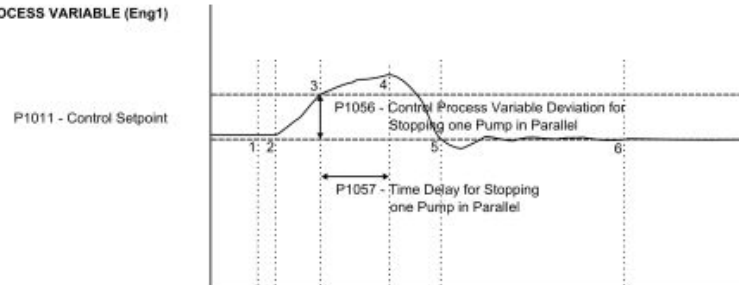 OCESS VARIABLE (Eng1)
3
4
P1056 - Control Process Variable Deviation for
Stopping one Pump in Parallel
P1011 - Control Setpoint
1
2
5
6
P1057 - Time Delay for Stopping
one Pump in Parallel